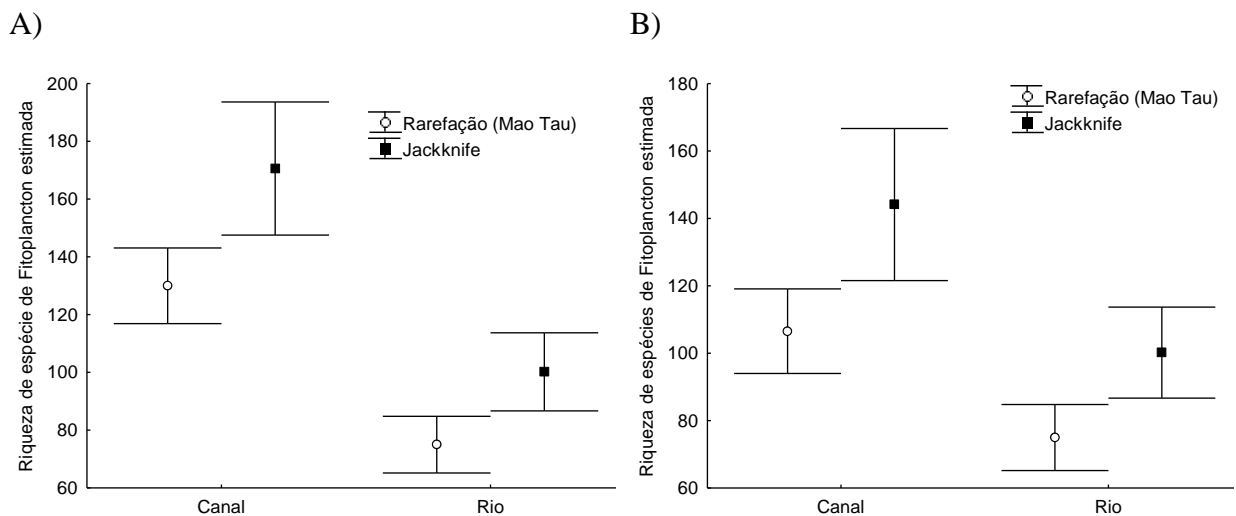 A)
Riqueza de espécie de Fitoplancton estimada
200
180
160
140
120
100
80
60
Rarefação (Mao Tau)
Jackknife
Canal
Rio
B)
Riqueza de espécies de Fitoplancton estimada
180
160
140
120
100
80
60
Rarefação (Mao Tau)
Jackknife
Canal
Rio